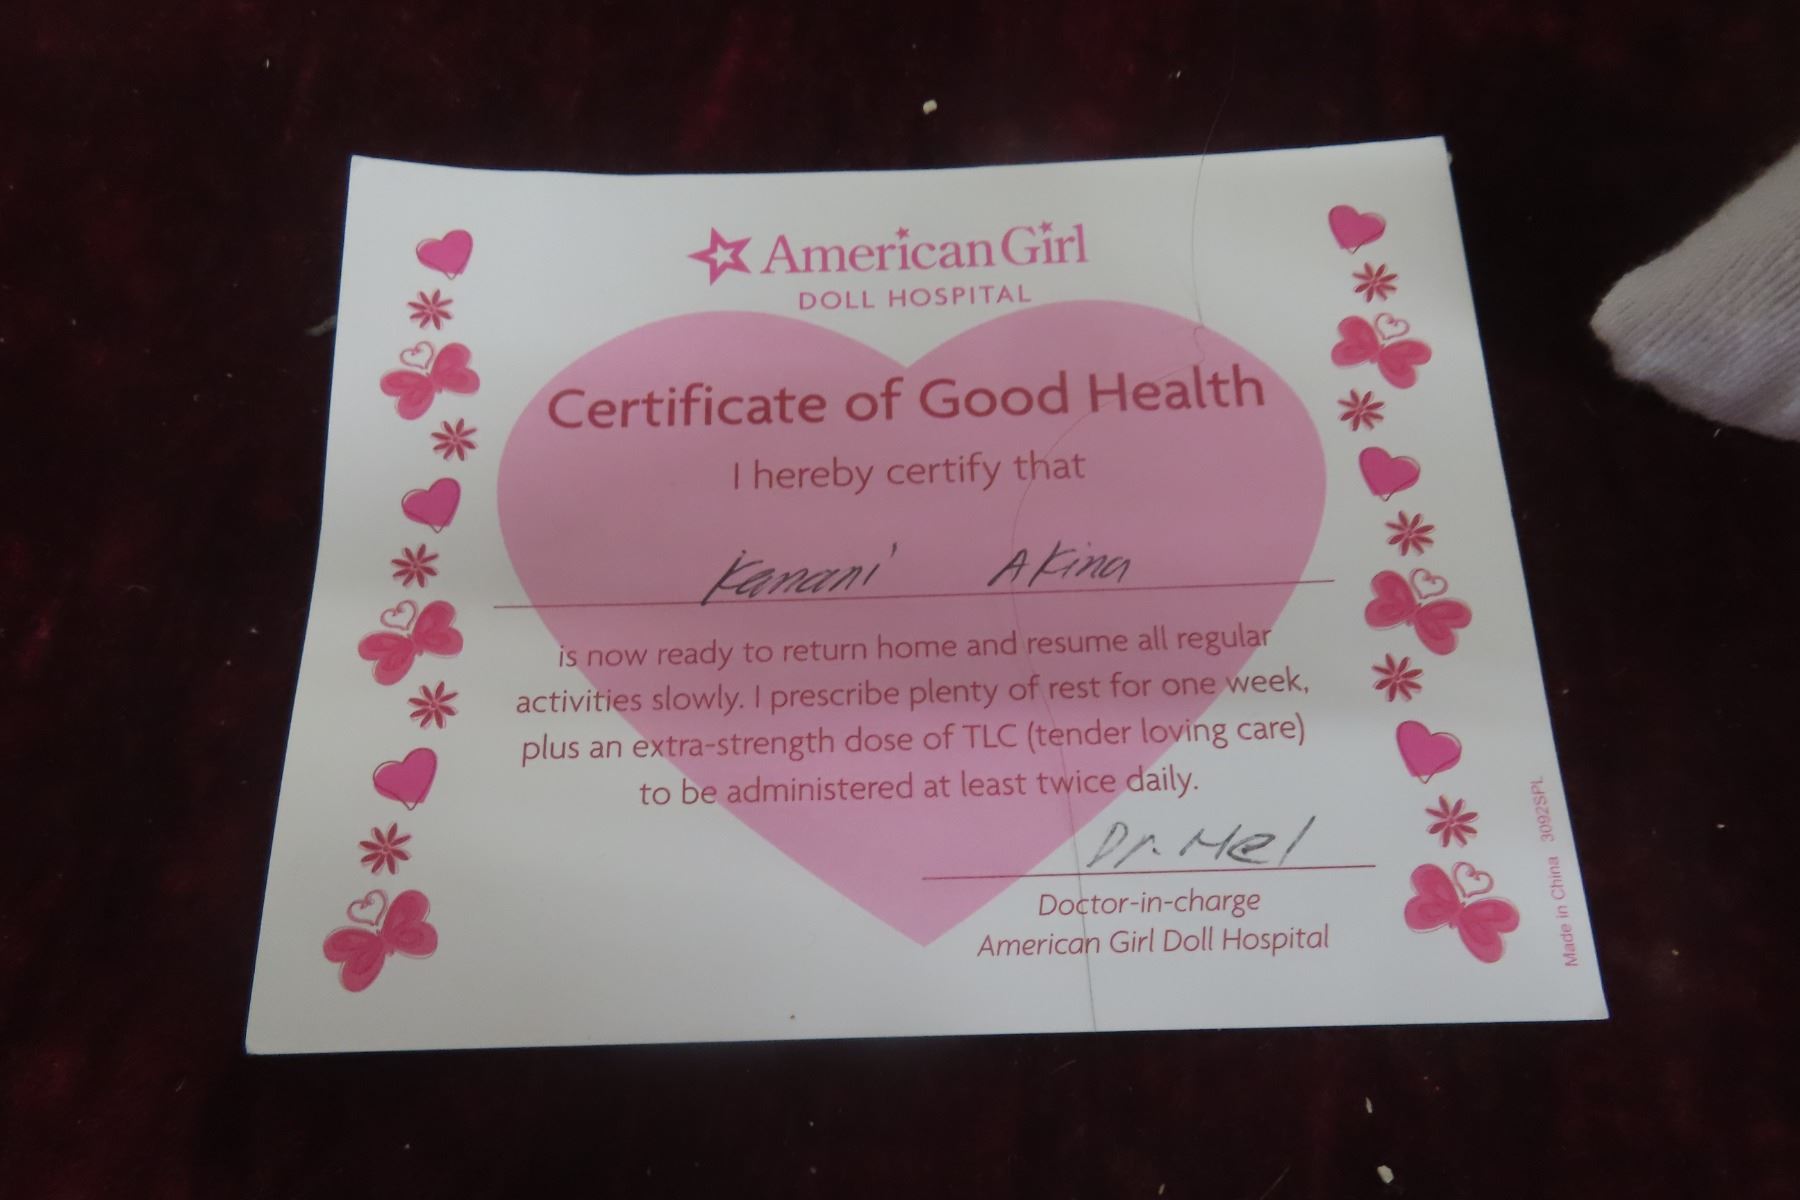 American Girl
DOLL HOSPITAL
Certificate of Good Health
I hereby certify that
Kanani Akina
is now ready to return home and resume all regular
activities slowly. I prescribe plenty of rest for one week,
plus an extra-strength dose of TLC (tender loving care)
to be administered at least twice daily.
Dr. Mel
Doctor-in-charge
American Girl Doll Hospital
Made in China 3092SPL